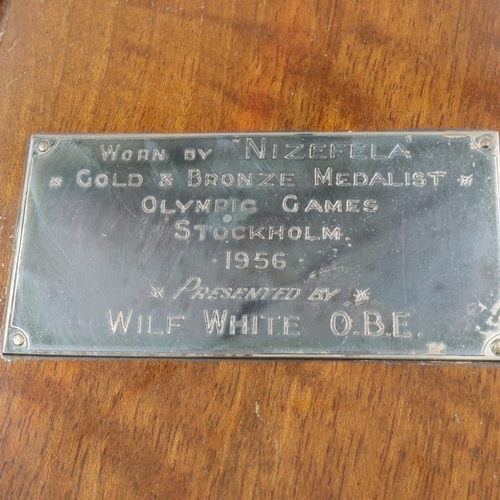 WORN BY "NIZEFELA"
* GOLD & BRONZE MEDALIST *
OLYMPIC GAMES
STOCKHOLM.
· 1956 ·
* PRESENTED BY *
WILF WHITE O.B.E.